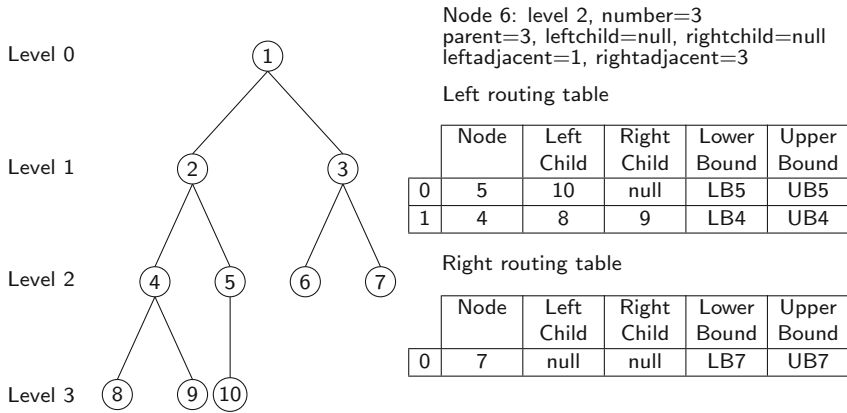 Level 0
1
Level 1
2
3
Level 2
4
5
6
7
Level 3
8
9
10
Node 6: level 2, number=3
parent=3, leftchild=null, rightchild=null
leftadjacent=1, rightadjacent=3
Left routing table
Node Left Right Lower Upper
Child Child Bound Bound
0 5 10 null LB5 UB5
1 4 8 9 LB4 UB4
Right routing table
Node Left Right Lower Upper
Child Child Bound Bound
0 7 null null LB7 UB7